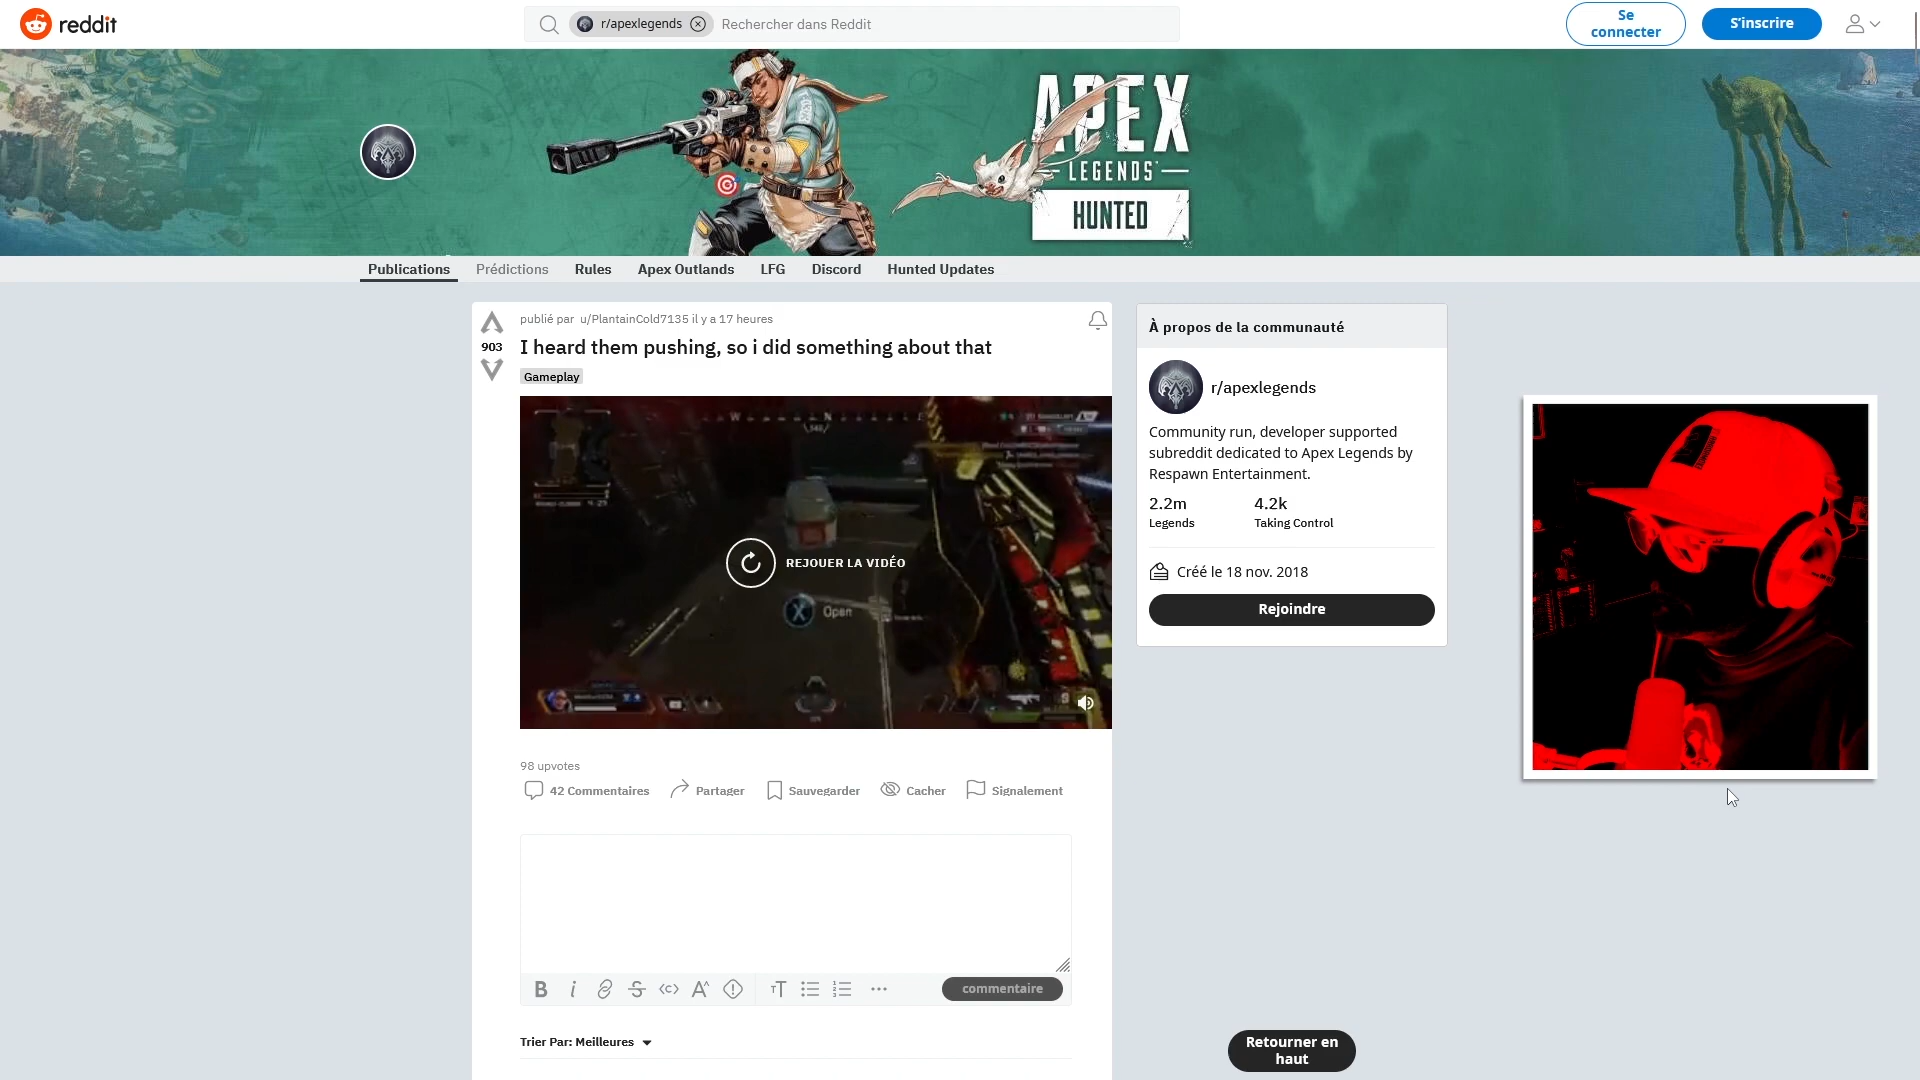 reddit
r/apexlegends
Rechercher dans Reddit
Se
connecter
S'inscrire
APEX
LEGENDS
HUNTED
Publications
Prédictions
Rules
Apex Outlands
LFG
Discord
Hunted Updates
publié par u/PlantainCold7135 il y a 17 heures
903
I heard them pushing, so i did something about that
Gameplay
W
N
REJOUER LA VIDÉO
X Open
98 upvotes
42 Commentaires
Partager
Sauvegarder
Cacher
Signalement
commentaire
Trier Par: Meilleures
À propos de la communauté
r/apexlegends
Community run, developer supported
subreddit dedicated to Apex Legends by
Respawn Entertainment.
2.2m
4.2k
Legends
Taking Control
Créé le 18 nov. 2018
Rejoindre
Retourner en
haut